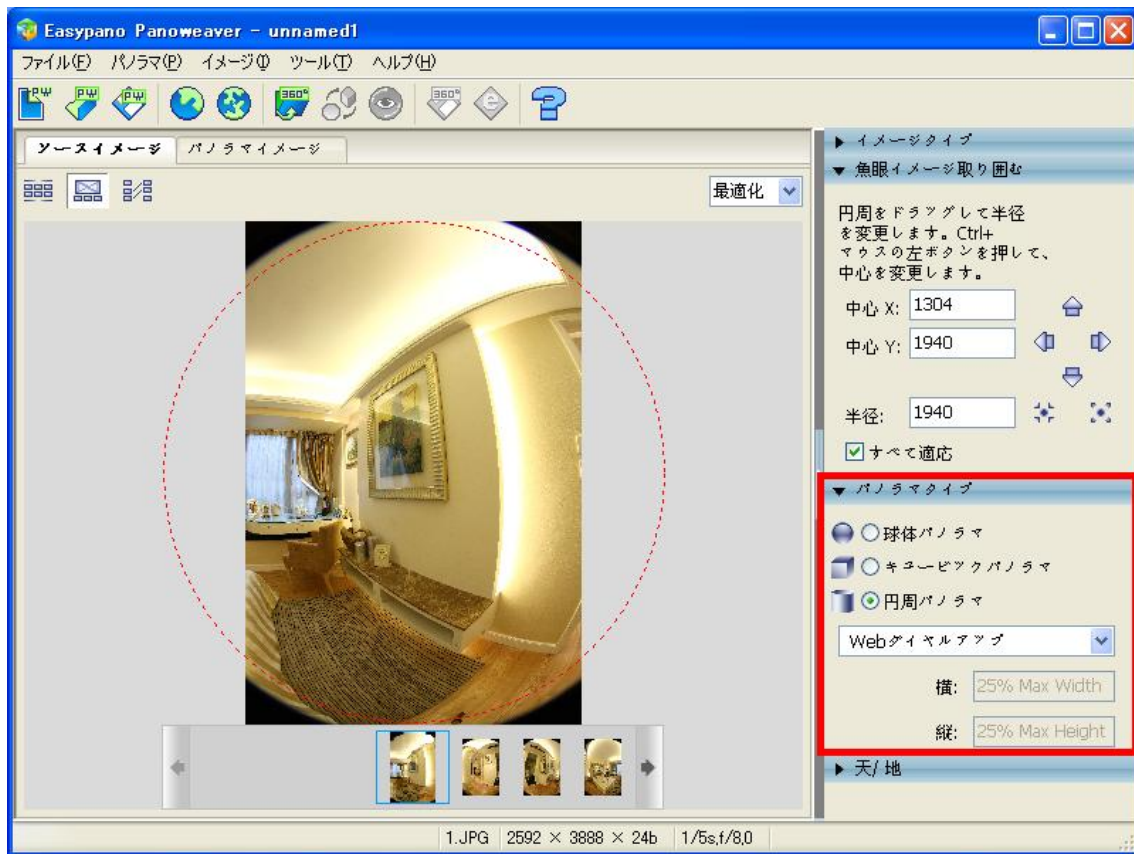 Easypano Panoweaver - unnamed1
ファイル(F) パノラマ(P) イメージ(I) ツール(T) ヘルプ(H)
ソースイメージ パノラマイメージ
最適化
イメージタイプ
魚眼イメージ取り囲む
円周をドラッグして半径
を変更します。Ctrl+
マウスの左ボタンを押して、
中心を変更します。
中心 X: 1304
中心 Y: 1940
半径: 1940
すべて適応
パノラマタイプ
球体パノラマ
キュービックパノラマ
円周パノラマ
Webダイヤルアップ
横: 25% Max Width
縦: 25% Max Height
天/地
1.JPG 2592 × 3888 × 24b 1/5s,f/8,0